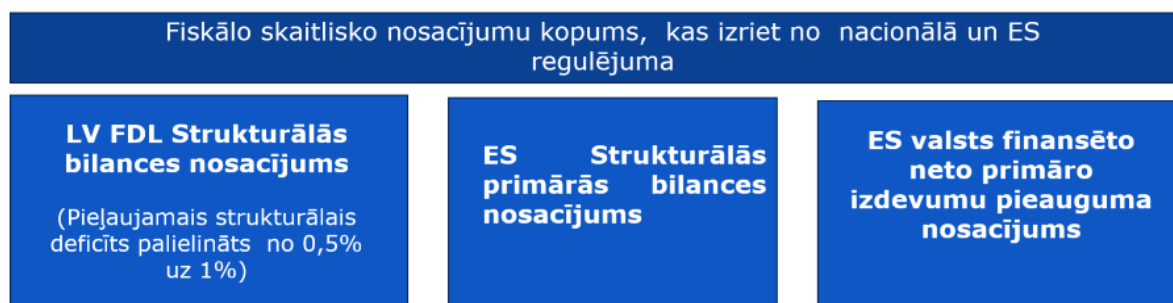 Fiskālo skaitlisko nosacījumu kopums, kas izriet no nacionālā un ES
regulējuma
LV FDL Strukturālās
bilances nosacījums
(Pieļaujamais strukturālais
deficīts palielināts no 0,5%
uz 1%)
ES Strukturālās
primārās bilances
nosacījums
ES valsts finansēto
neto primāro
izdevumu pieauguma
nosacījums